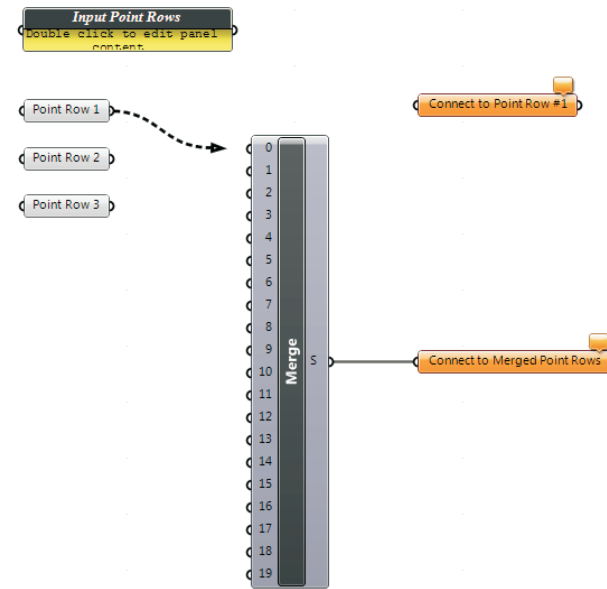 Input Point Rows
Double click to edit panel
content
Point Row 1
Connect to Point Row #1
Point Row 2
Point Row 3
0
1
2
3
4
5
6
7
8
9
10
11
12
13
14
15
16
17
18
19
Merge
S
Connect to Merged Point Rows